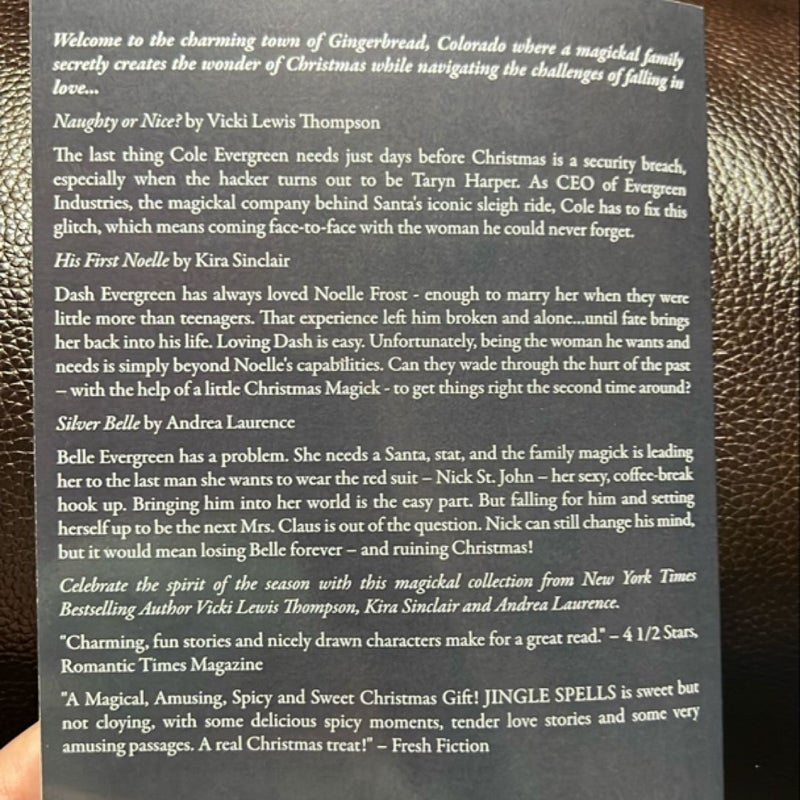 Welcome to the charming town of Gingerbread, Colorado where a magickal family
secretly creates the wonder of Christmas while navigating the challenges of falling in
love...
Naughty or Nice? by Vicki Lewis Thompson
The last thing Cole Evergreen needs just days before Christmas is a security breach,
especially when the hacker turns out to be Taryn Harper. As CEO of Evergreen
Industries, the magickal company behind Santa's iconic sleigh ride, Cole has to fix this
glitch, which means coming face-to-face with the woman he could never forget.
His First Noelle by Kira Sinclair
Dash Evergreen has always loved Noelle Frost - enough to marry her when they were
little more than teenagers. That experience left him broken and alone...until fate brings
her back into his life. Loving Dash is easy. Unfortunately, being the woman he wants and
needs is simply beyond Noelle's capabilities. Can they wade through the hurt of the past
– with the help of a little Christmas Magick - to get things right the second time around?
Silver Belle by Andrea Laurence
Belle Evergreen has a problem. She needs a Santa, stat, and the family magick is leading
her to the last man she wants to wear the red suit – Nick St. John – her sexy, coffee-break
hook up. Bringing him into her world is the easy part. But falling for him and setting
herself up to be the next Mrs. Claus is out of the question. Nick can still change his mind,
but it would mean losing Belle forever – and ruining Christmas!
Celebrate the spirit of the season with this magickal collection from New York Times
Bestselling Author Vicki Lewis Thompson, Kira Sinclair and Andrea Laurence.
"Charming, fun stories and nicely drawn characters make for a great read." – 4 1/2 Stars,
Romantic Times Magazine
"A Magical, Amusing, Spicy and Sweet Christmas Gift! JINGLE SPELLS is sweet but
not cloying, with some delicious spicy moments, tender love stories and some very
amusing passages. A real Christmas treat!" – Fresh Fiction